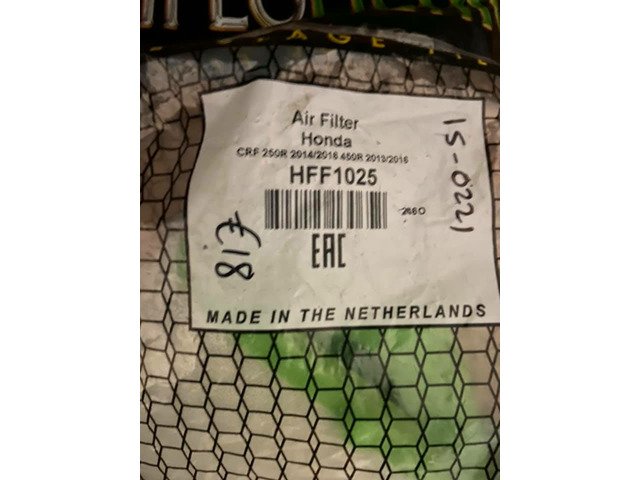 Air Filter
Honda
CRF 250R 2014/2016 450R 2013/2016
HFF1025
EAC
MADE IN THE NETHERLANDS
£18
15-0221